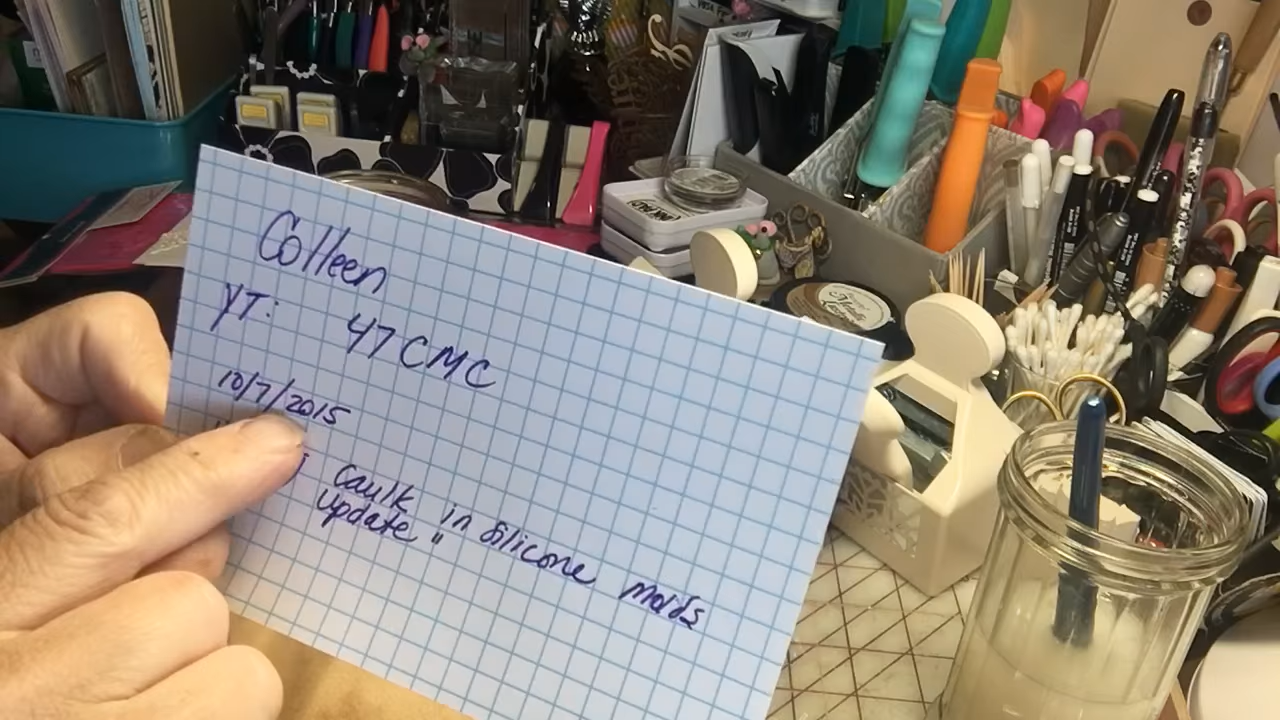 Colleen
YT: 47CMC
10/7/2015
Caulk in Silicone Molds
update"